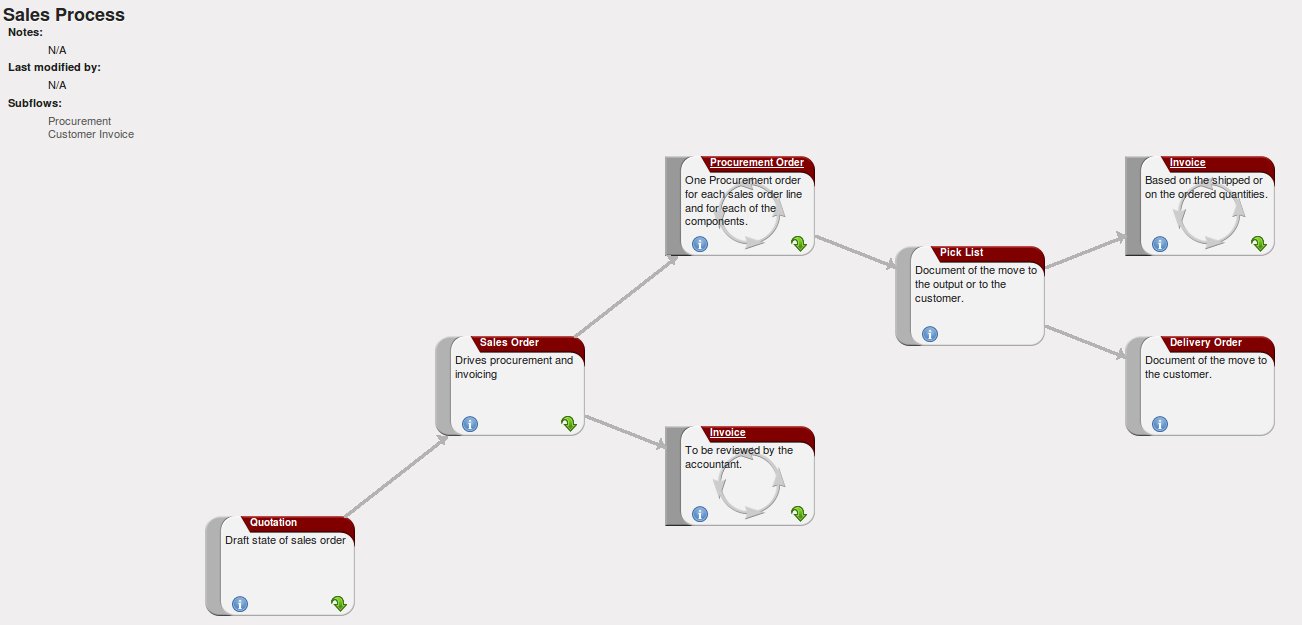 Sales Process
Notes:
N/A
Last modified by:
N/A
Subflows:
Procurement
Customer Invoice
Procurement Order
One Procurement order
for each sales order line
and for each of the
components.
Invoice
Based on the shipped or
on the ordered quantities.
Pick List
Document of the move to
the output or to the
customer.
Sales Order
Drives procurement and
invoicing
Delivery Order
Document of the move to
the customer.
Invoice
To be reviewed by the
accountant.
Quotation
Draft state of sales order